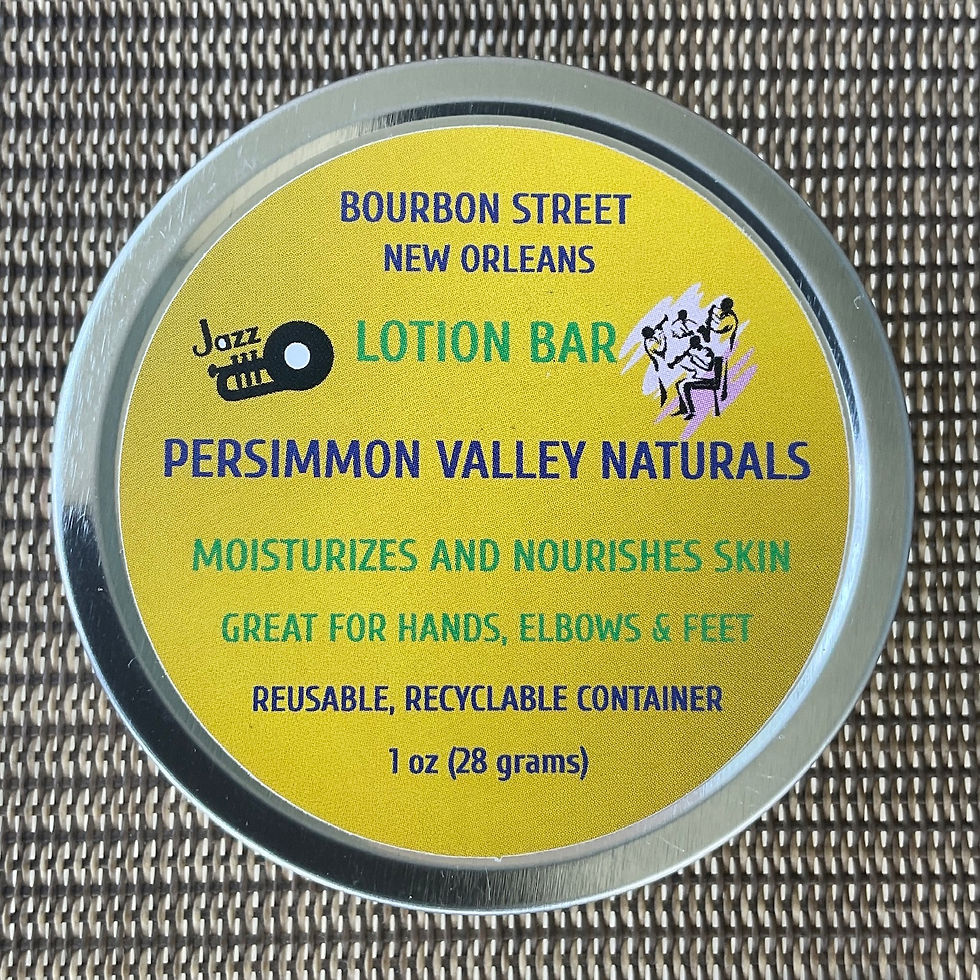 BOURBON STREET
NEW ORLEANS
Jazz
LOTION BAR
PERSIMMON VALLEY NATURALS
MOISTURIZES AND NOURISHES SKIN
GREAT FOR HANDS, ELBOWS & FEET
REUSABLE, RECYCLABLE CONTAINER
1 oz (28 grams)